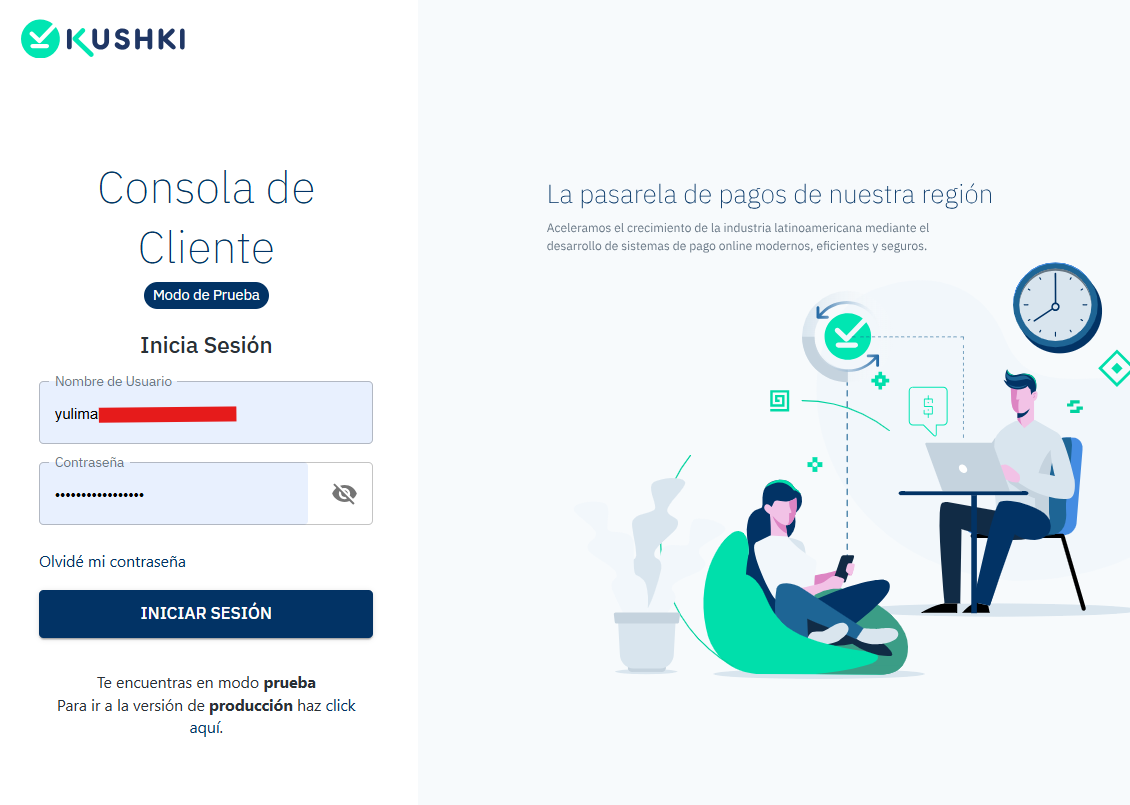 KUSHKI
Consola de
Cliente
Modo de Prueba
Inicia Sesión
Nombre de Usuario
yulima
Contraseña
•••••••••••••••••
Olvidé mi contraseña
INICIAR SESIÓN
Te encuentras en modo prueba
Para ir a la versión de producción haz click
aquí.
La pasarela de pagos de nuestra región
Aceleramos el crecimiento de la industria latinoamericana mediante el
desarrollo de sistemas de pago online modernos, eficientes y seguros.
$